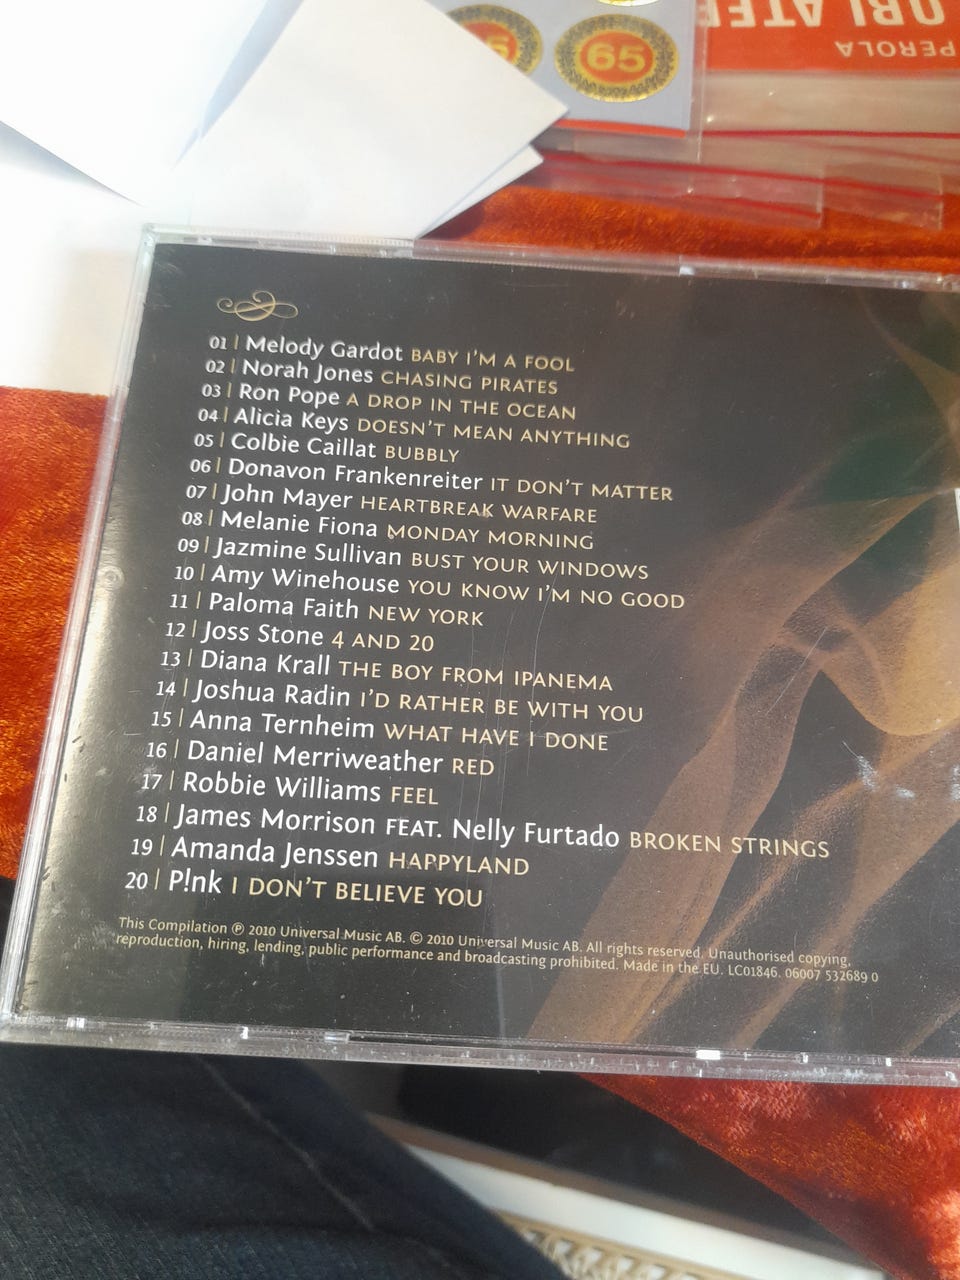 65
PEROLA
01 | Melody Gardot BABY I'M A FOOL
02 | Norah Jones CHASING PIRATES
03 | Ron Pope A DROP IN THE OCEAN
04 | Alicia Keys DOESN'T MEAN ANYTHING
05 | Colbie Caillat BUBBLY
06 | Donavon Frankenreiter IT DON'T MATTER
07 | John Mayer HEARTBREAK WARFARE
08 | Melanie Fiona MONDAY MORNING
09 | Jazmine Sullivan BUST YOUR WINDOWS
10 | Amy Winehouse YOU KNOW I'M NO GOOD
11 | Paloma Faith NEW YORK
12 | Joss Stone 4 AND 20
13 | Diana Krall THE BOY FROM IPANEMA
14 | Joshua Radin I'D RATHER BE WITH YOU
15 | Anna Ternheim WHAT HAVE I DONE
16 | Daniel Merriweather RED
17 | Robbie Williams FEEL
18 | James Morrison FEAT. Nelly Furtado BROKEN STRINGS
19 | Amanda Jenssen HAPPYLAND
20 | P!nk I DON'T BELIEVE YOU
This Compilation ℗ 2010 Universal Music AB. © 2010 Universal Music AB. All rights reserved. Unauthorised copying,
reproduction, hiring, lending, public performance and broadcasting prohibited. Made in the EU. LC01846. 06007 532689 0